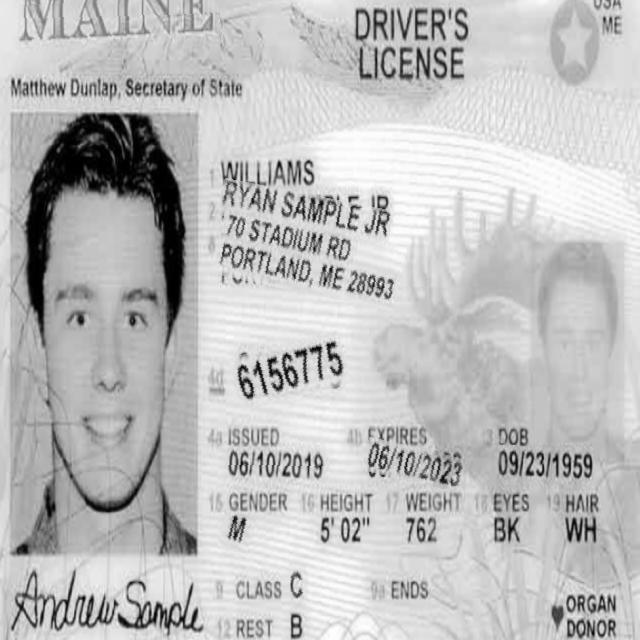 MAINE
DRIVER'S
LICENSE
USA
ME
Matthew Dunlap, Secretary of State
1 WILLIAMS
2 RYAN SAMPLE JR
8 70 STADIUM RD
PORTLAND, ME 28993
4d 6156775
4a ISSUED 4b EXPIRES 3 DOB
06/10/2019 06/10/2023 09/23/1959
15 GENDER 16 HEIGHT 17 WEIGHT 18 EYES 19 HAIR
M 5' 02" 762 BK WH
Andrew Sample
9 CLASS C 9a ENDS
12 REST B
ORGAN
DONOR